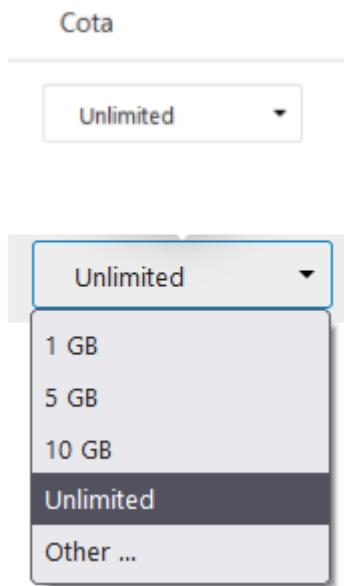 Cota
Unlimited
Unlimited
1 GB
5 GB
10 GB
Unlimited
Other ...